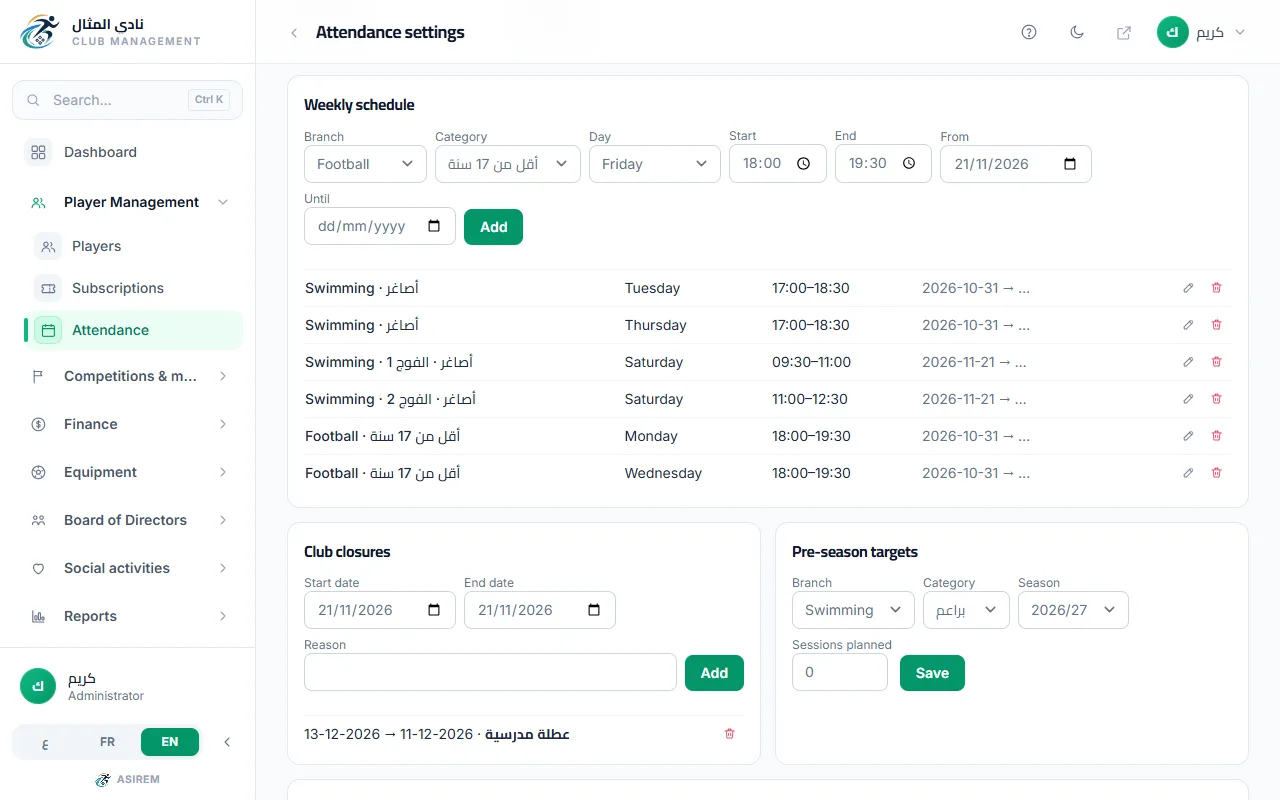 نادي المثال
CLUB MANAGEMENT
Search...
Ctrl K
Dashboard
Player Management
Players
Subscriptions
Attendance
Competitions & m...
Finance
Equipment
Board of Directors
Social activities
Reports
ك
كريم
Administrator
ع
FR
EN
ASIREM
Attendance settings
ك
كريم
Weekly schedule
Branch
Category
Day
Start
End
From
Football
أقل من 17 سنة
Friday
18:00
19:30
21/11/2026
Until
dd/mm/yyyy
Add
Swimming · أصاغر
Tuesday
17:00–18:30
2026-10-31 → ...
Swimming · أصاغر
Thursday
17:00–18:30
2026-10-31 → ...
Swimming · أصاغر · الفوج 1
Saturday
09:30–11:00
2026-11-21 → ...
Swimming · أصاغر · الفوج 2
Saturday
11:00–12:30
2026-11-21 → ...
Football · أقل من 17 سنة
Monday
18:00–19:30
2026-10-31 → ...
Football · أقل من 17 سنة
Wednesday
18:00–19:30
2026-10-31 → ...
Club closures
Start date
End date
21/11/2026
21/11/2026
Reason
Add
13-12-2026 → 11-12-2026 · عطلة مدرسية
Pre-season targets
Branch
Category
Season
Swimming
براعم
2026/27
Sessions planned
0
Save